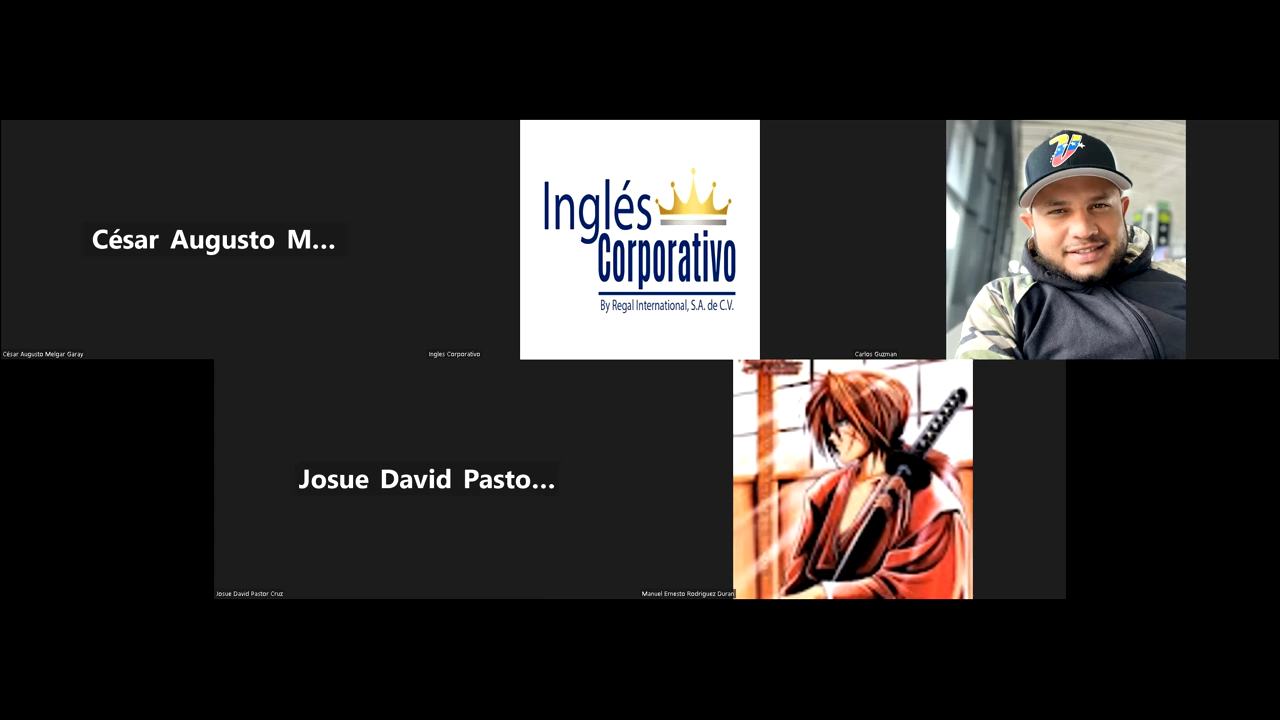 César Augusto M...
Inglés
Corporativo
By Regal International, S.A. de C.V.
César Augusto Melgar Garay
Ingles Corporativo
Carlos Guzman
Josue David Pasto...
Josue David Pastor Cruz
Manuel Ernesto Rodriguez Duran